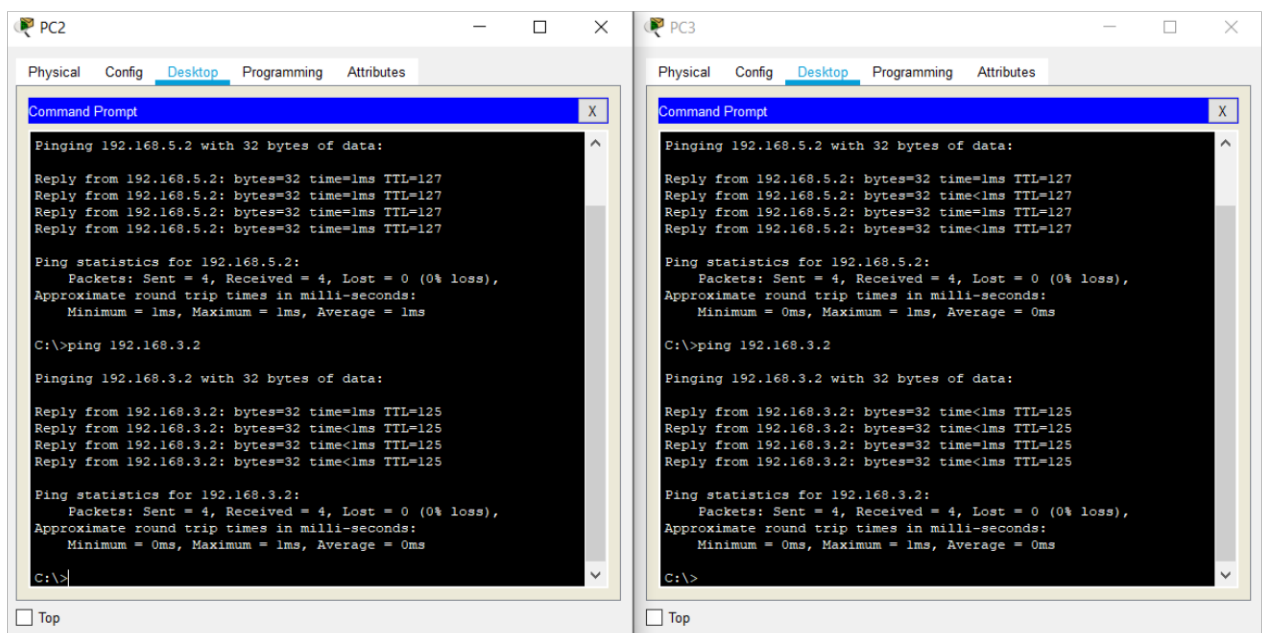 PC2
Physical Config Desktop Programming Attributes
Command Prompt X
Pinging 192.168.5.2 with 32 bytes of data:
Reply from 192.168.5.2: bytes=32 time=1ms TTL=127
Reply from 192.168.5.2: bytes=32 time=1ms TTL=127
Reply from 192.168.5.2: bytes=32 time=1ms TTL=127
Reply from 192.168.5.2: bytes=32 time=1ms TTL=127
Ping statistics for 192.168.5.2:
Packets: Sent = 4, Received = 4, Lost = 0 (0% loss),
Approximate round trip times in milli-seconds:
Minimum = 1ms, Maximum = 1ms, Average = 1ms
C:\>ping 192.168.3.2
Pinging 192.168.3.2 with 32 bytes of data:
Reply from 192.168.3.2: bytes=32 time=1ms TTL=125
Reply from 192.168.3.2: bytes=32 time<1ms TTL=125
Reply from 192.168.3.2: bytes=32 time=1ms TTL=125
Reply from 192.168.3.2: bytes=32 time<1ms TTL=125
Ping statistics for 192.168.3.2:
Packets: Sent = 4, Received = 4, Lost = 0 (0% loss),
Approximate round trip times in milli-seconds:
Minimum = 0ms, Maximum = 1ms, Average = 0ms
C:\>
Top
PC3
Physical Config Desktop Programming Attributes
Command Prompt X
Pinging 192.168.5.2 with 32 bytes of data:
Reply from 192.168.5.2: bytes=32 time=1ms TTL=127
Reply from 192.168.5.2: bytes=32 time<1ms TTL=127
Reply from 192.168.5.2: bytes=32 time=1ms TTL=127
Reply from 192.168.5.2: bytes=32 time<1ms TTL=127
Ping statistics for 192.168.5.2:
Packets: Sent = 4, Received = 4, Lost = 0 (0% loss),
Approximate round trip times in milli-seconds:
Minimum = 0ms, Maximum = 1ms, Average = 0ms
C:\>ping 192.168.3.2
Pinging 192.168.3.2 with 32 bytes of data:
Reply from 192.168.3.2: bytes=32 time<1ms TTL=125
Reply from 192.168.3.2: bytes=32 time<1ms TTL=125
Reply from 192.168.3.2: bytes=32 time=1ms TTL=125
Reply from 192.168.3.2: bytes=32 time<1ms TTL=125
Ping statistics for 192.168.3.2:
Packets: Sent = 4, Received = 4, Lost = 0 (0% loss),
Approximate round trip times in milli-seconds:
Minimum = 0ms, Maximum = 1ms, Average = 0ms
C:\>
Top